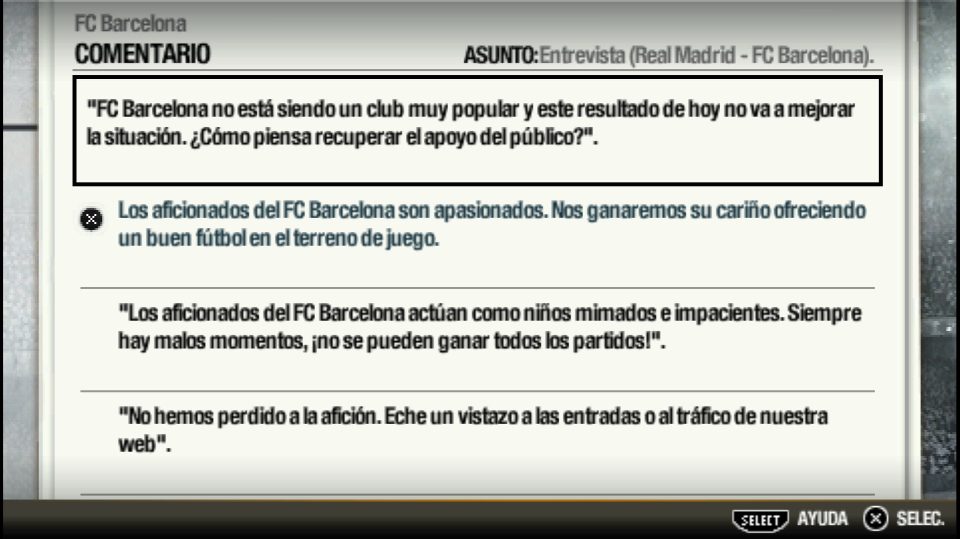 FC Barcelona
COMENTARIO
ASUNTO: Entrevista (Real Madrid - FC Barcelona).
"FC Barcelona no está siendo un club muy popular y este resultado de hoy no va a mejorar
la situación. ¿Cómo piensa recuperar el apoyo del público?".
Los aficionados del FC Barcelona son apasionados. Nos ganaremos su cariño ofreciendo
un buen fútbol en el terreno de juego.
"Los aficionados del FC Barcelona actúan como niños mimados e impacientes. Siempre
hay malos momentos, ¡no se pueden ganar todos los partidos!".
"No hemos perdido a la afición. Eche un vistazo a las entradas o al tráfico de nuestra
web".
SELECT AYUDA SELEC.